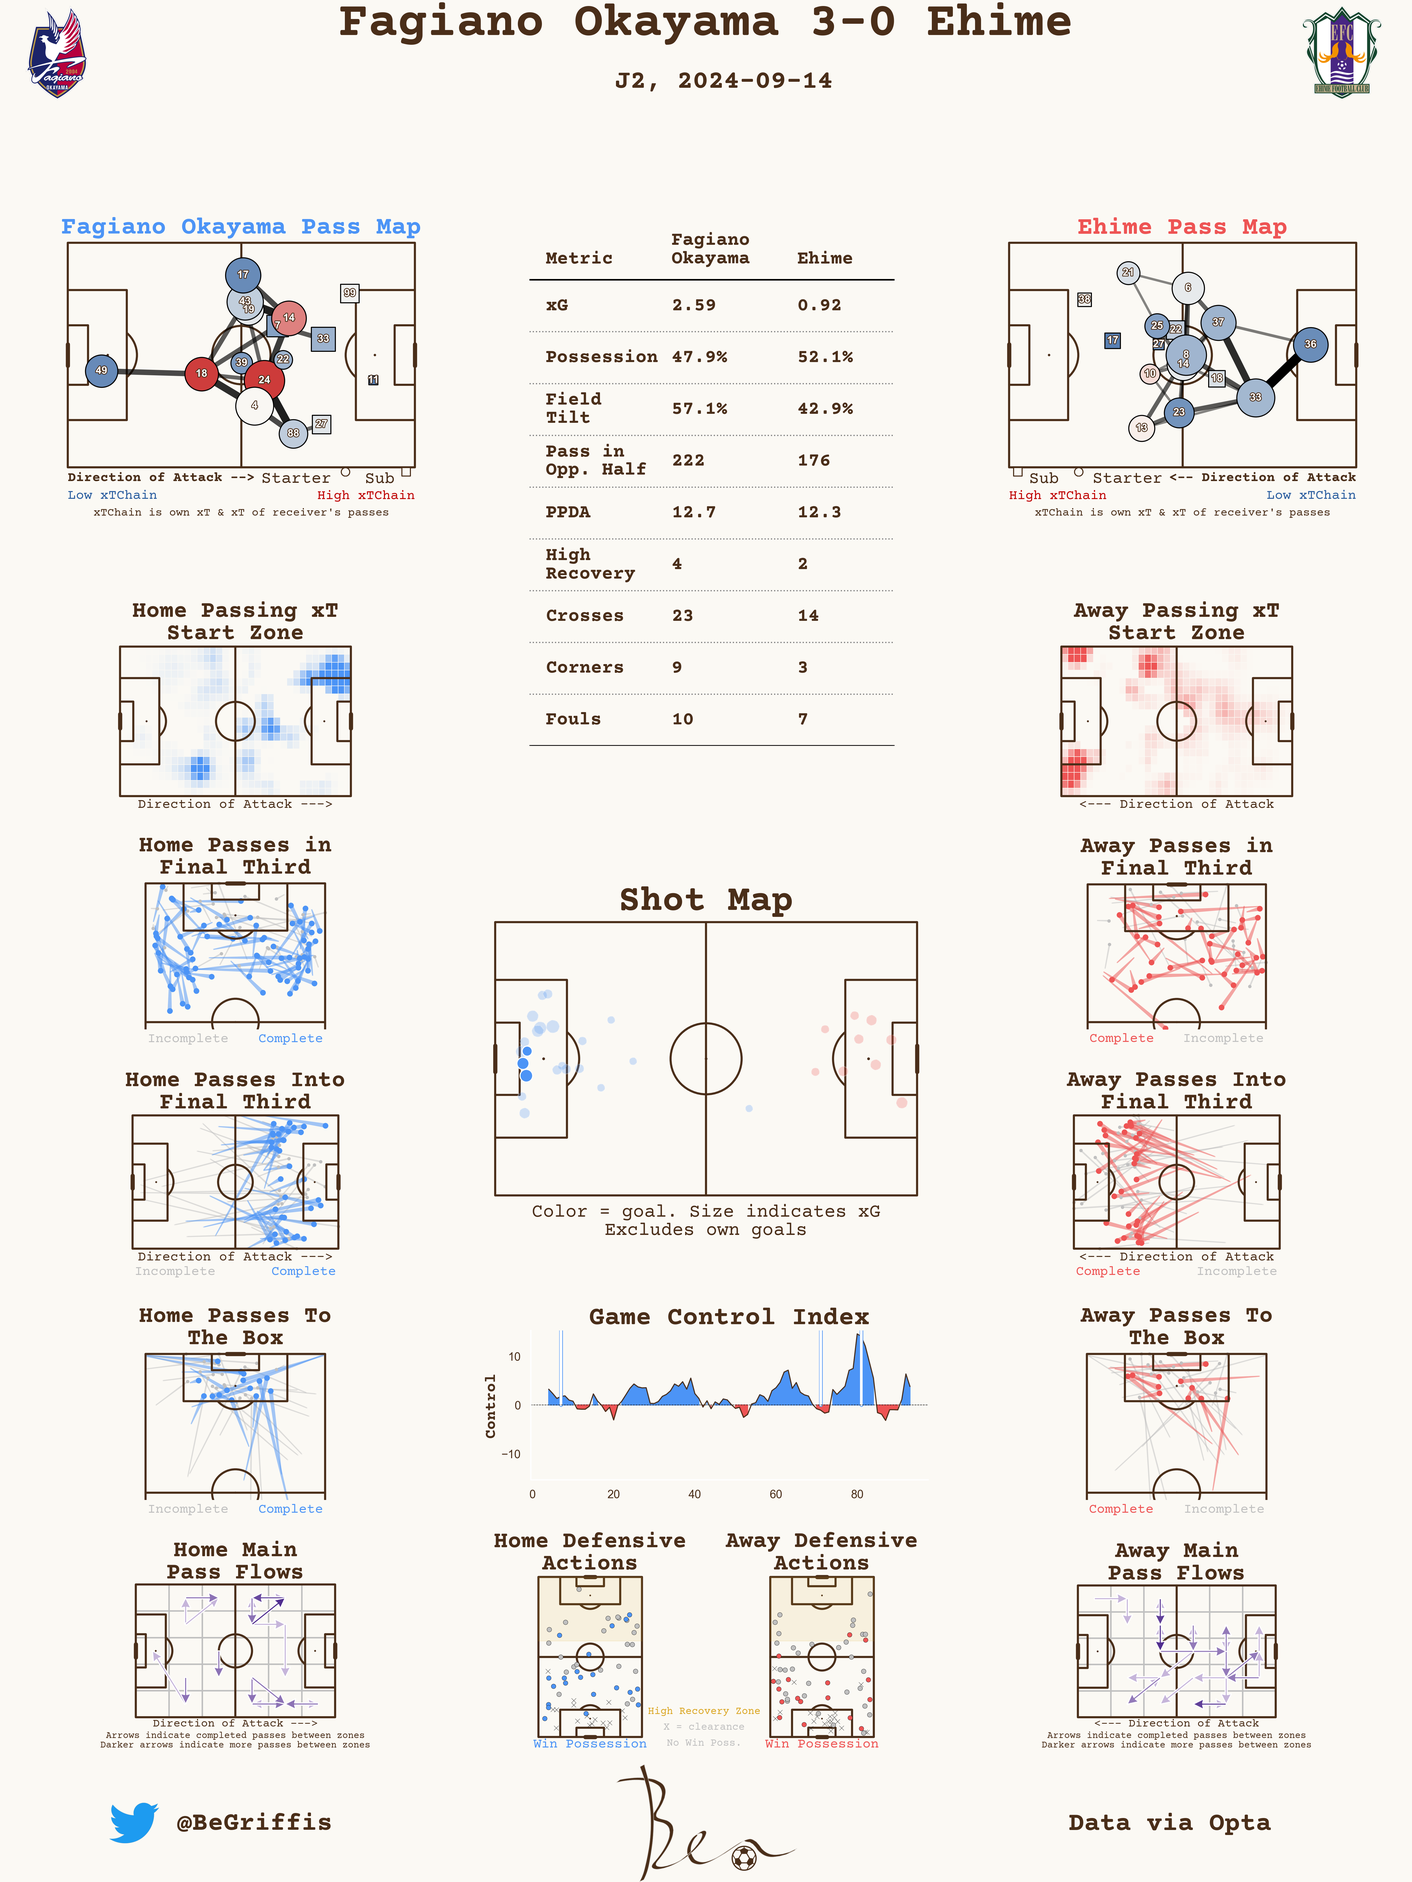 Fagiano Okayama 3-0 Ehime
J2, 2024-09-14
2004
Fagiano
OKAYAMA
EFC
EHIME FOOTBALL CLUB
Fagiano Okayama Pass Map
17
43
19
14
7
99
33
22
39
49
18
24
11
4
27
88
Direction of Attack --> Starter Sub
Low xTChain High xTChain
xTChain is own xT & xT of receiver's passes
Metric Fagiano Okayama Ehime
xG 2.59 0.92
Possession 47.9% 52.1%
Field Tilt 57.1% 42.9%
Pass in Opp. Half 222 176
PPDA 12.7 12.3
High Recovery 4 2
Crosses 23 14
Corners 9 3
Fouls 10 7
Ehime Pass Map
21
6
38
25
22
37
17
27
8
14
36
10
18
33
23
13
Sub Starter <-- Direction of Attack
High xTChain Low xTChain
xTChain is own xT & xT of receiver's passes
Home Passing xT
Start Zone
Direction of Attack --->
Away Passing xT
Start Zone
<--- Direction of Attack
Home Passes in
Final Third
Incomplete Complete
Away Passes in
Final Third
Complete Incomplete
Shot Map
Color = goal. Size indicates xG
Excludes own goals
Home Passes Into
Final Third
Direction of Attack --->
Incomplete Complete
Away Passes Into
Final Third
<--- Direction of Attack
Complete Incomplete
Home Passes To
The Box
Incomplete Complete
Game Control Index
Control
10
0
−10
0 20 40 60 80
Away Passes To
The Box
Complete Incomplete
Home Main
Pass Flows
Direction of Attack --->
Arrows indicate completed passes between zones
Darker arrows indicate more passes between zones
Home Defensive
Actions
Win Possession
High Recovery Zone
X = clearance
No Win Poss.
Away Defensive
Actions
Win Possession
Away Main
Pass Flows
<--- Direction of Attack
Arrows indicate completed passes between zones
Darker arrows indicate more passes between zones
@BeGriffis
Ben
Data via Opta